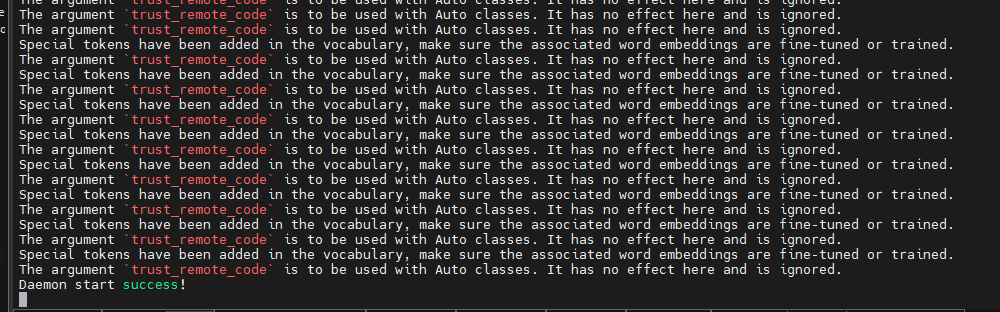 The argument `trust_remote_code` is to be used with Auto classes. It has no effect here and is ignored.
The argument `trust_remote_code` is to be used with Auto classes. It has no effect here and is ignored.
The argument `trust_remote_code` is to be used with Auto classes. It has no effect here and is ignored.
Special tokens have been added in the vocabulary, make sure the associated word embeddings are fine-tuned or trained.
The argument `trust_remote_code` is to be used with Auto classes. It has no effect here and is ignored.
Special tokens have been added in the vocabulary, make sure the associated word embeddings are fine-tuned or trained.
The argument `trust_remote_code` is to be used with Auto classes. It has no effect here and is ignored.
Special tokens have been added in the vocabulary, make sure the associated word embeddings are fine-tuned or trained.
The argument `trust_remote_code` is to be used with Auto classes. It has no effect here and is ignored.
Special tokens have been added in the vocabulary, make sure the associated word embeddings are fine-tuned or trained.
The argument `trust_remote_code` is to be used with Auto classes. It has no effect here and is ignored.
Special tokens have been added in the vocabulary, make sure the associated word embeddings are fine-tuned or trained.
The argument `trust_remote_code` is to be used with Auto classes. It has no effect here and is ignored.
Special tokens have been added in the vocabulary, make sure the associated word embeddings are fine-tuned or trained.
The argument `trust_remote_code` is to be used with Auto classes. It has no effect here and is ignored.
Special tokens have been added in the vocabulary, make sure the associated word embeddings are fine-tuned or trained.
The argument `trust_remote_code` is to be used with Auto classes. It has no effect here and is ignored.
Special tokens have been added in the vocabulary, make sure the associated word embeddings are fine-tuned or trained.
The argument `trust_remote_code` is to be used with Auto classes. It has no effect here and is ignored.
Daemon start success!